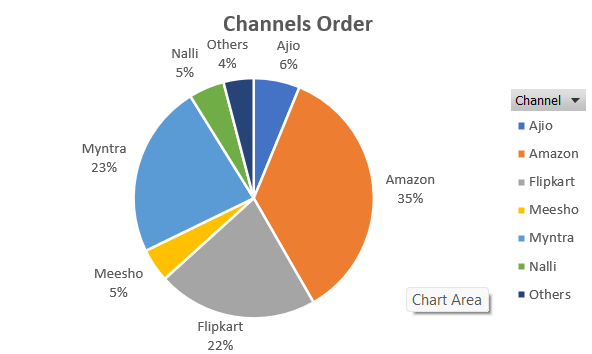 Channels Order
Ajio
6%
Amazon
35%
Flipkart
22%
Meesho
5%
Myntra
23%
Nalli
5%
Others
4%
Channel
Ajio
Amazon
Flipkart
Meesho
Myntra
Nalli
Others
Chart Area